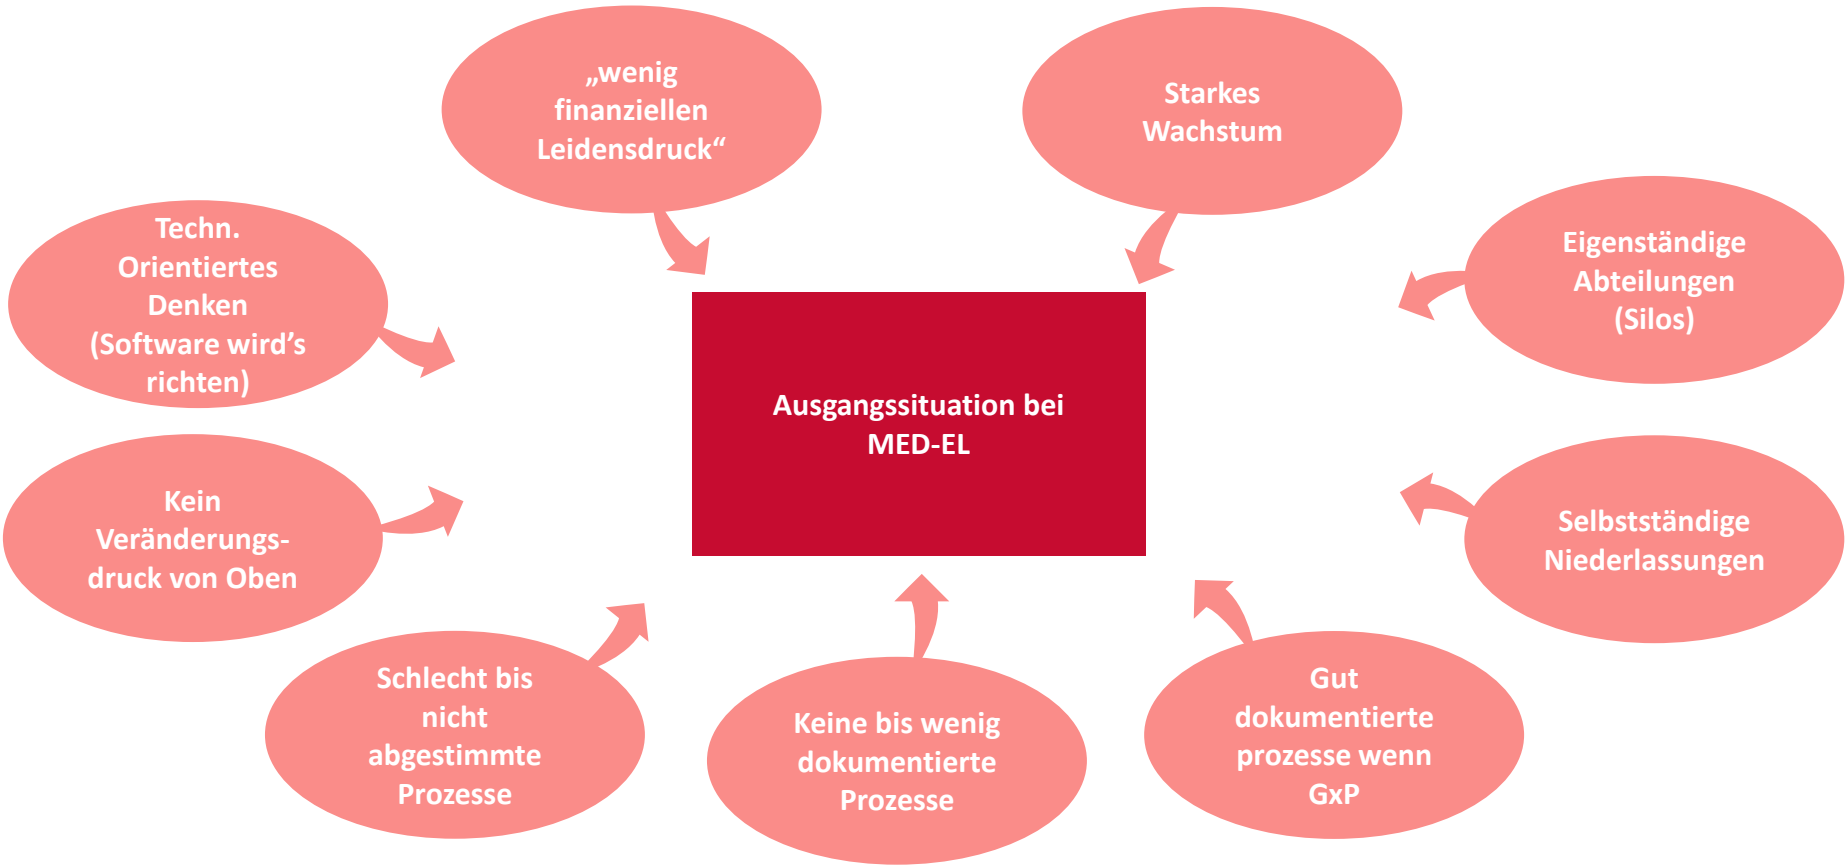 „wenig
finanziellen
Leidensdruck“
Starkes
Wachstum
Techn.
Orientiertes
Denken
(Software wird’s
richten)
Eigenständige
Abteilungen
(Silos)
Ausgangssituation bei
MED-EL
Kein
Veränderungs-
druck von Oben
Selbstständige
Niederlassungen
Schlecht bis
nicht
abgestimmte
Prozesse
Keine bis wenig
dokumentierte
Prozesse
Gut
dokumentierte
prozesse wenn
GxP